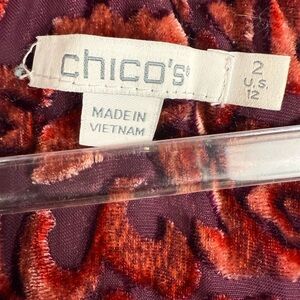 chico's®
2
U.S.
12
MADE IN
VIETNAM